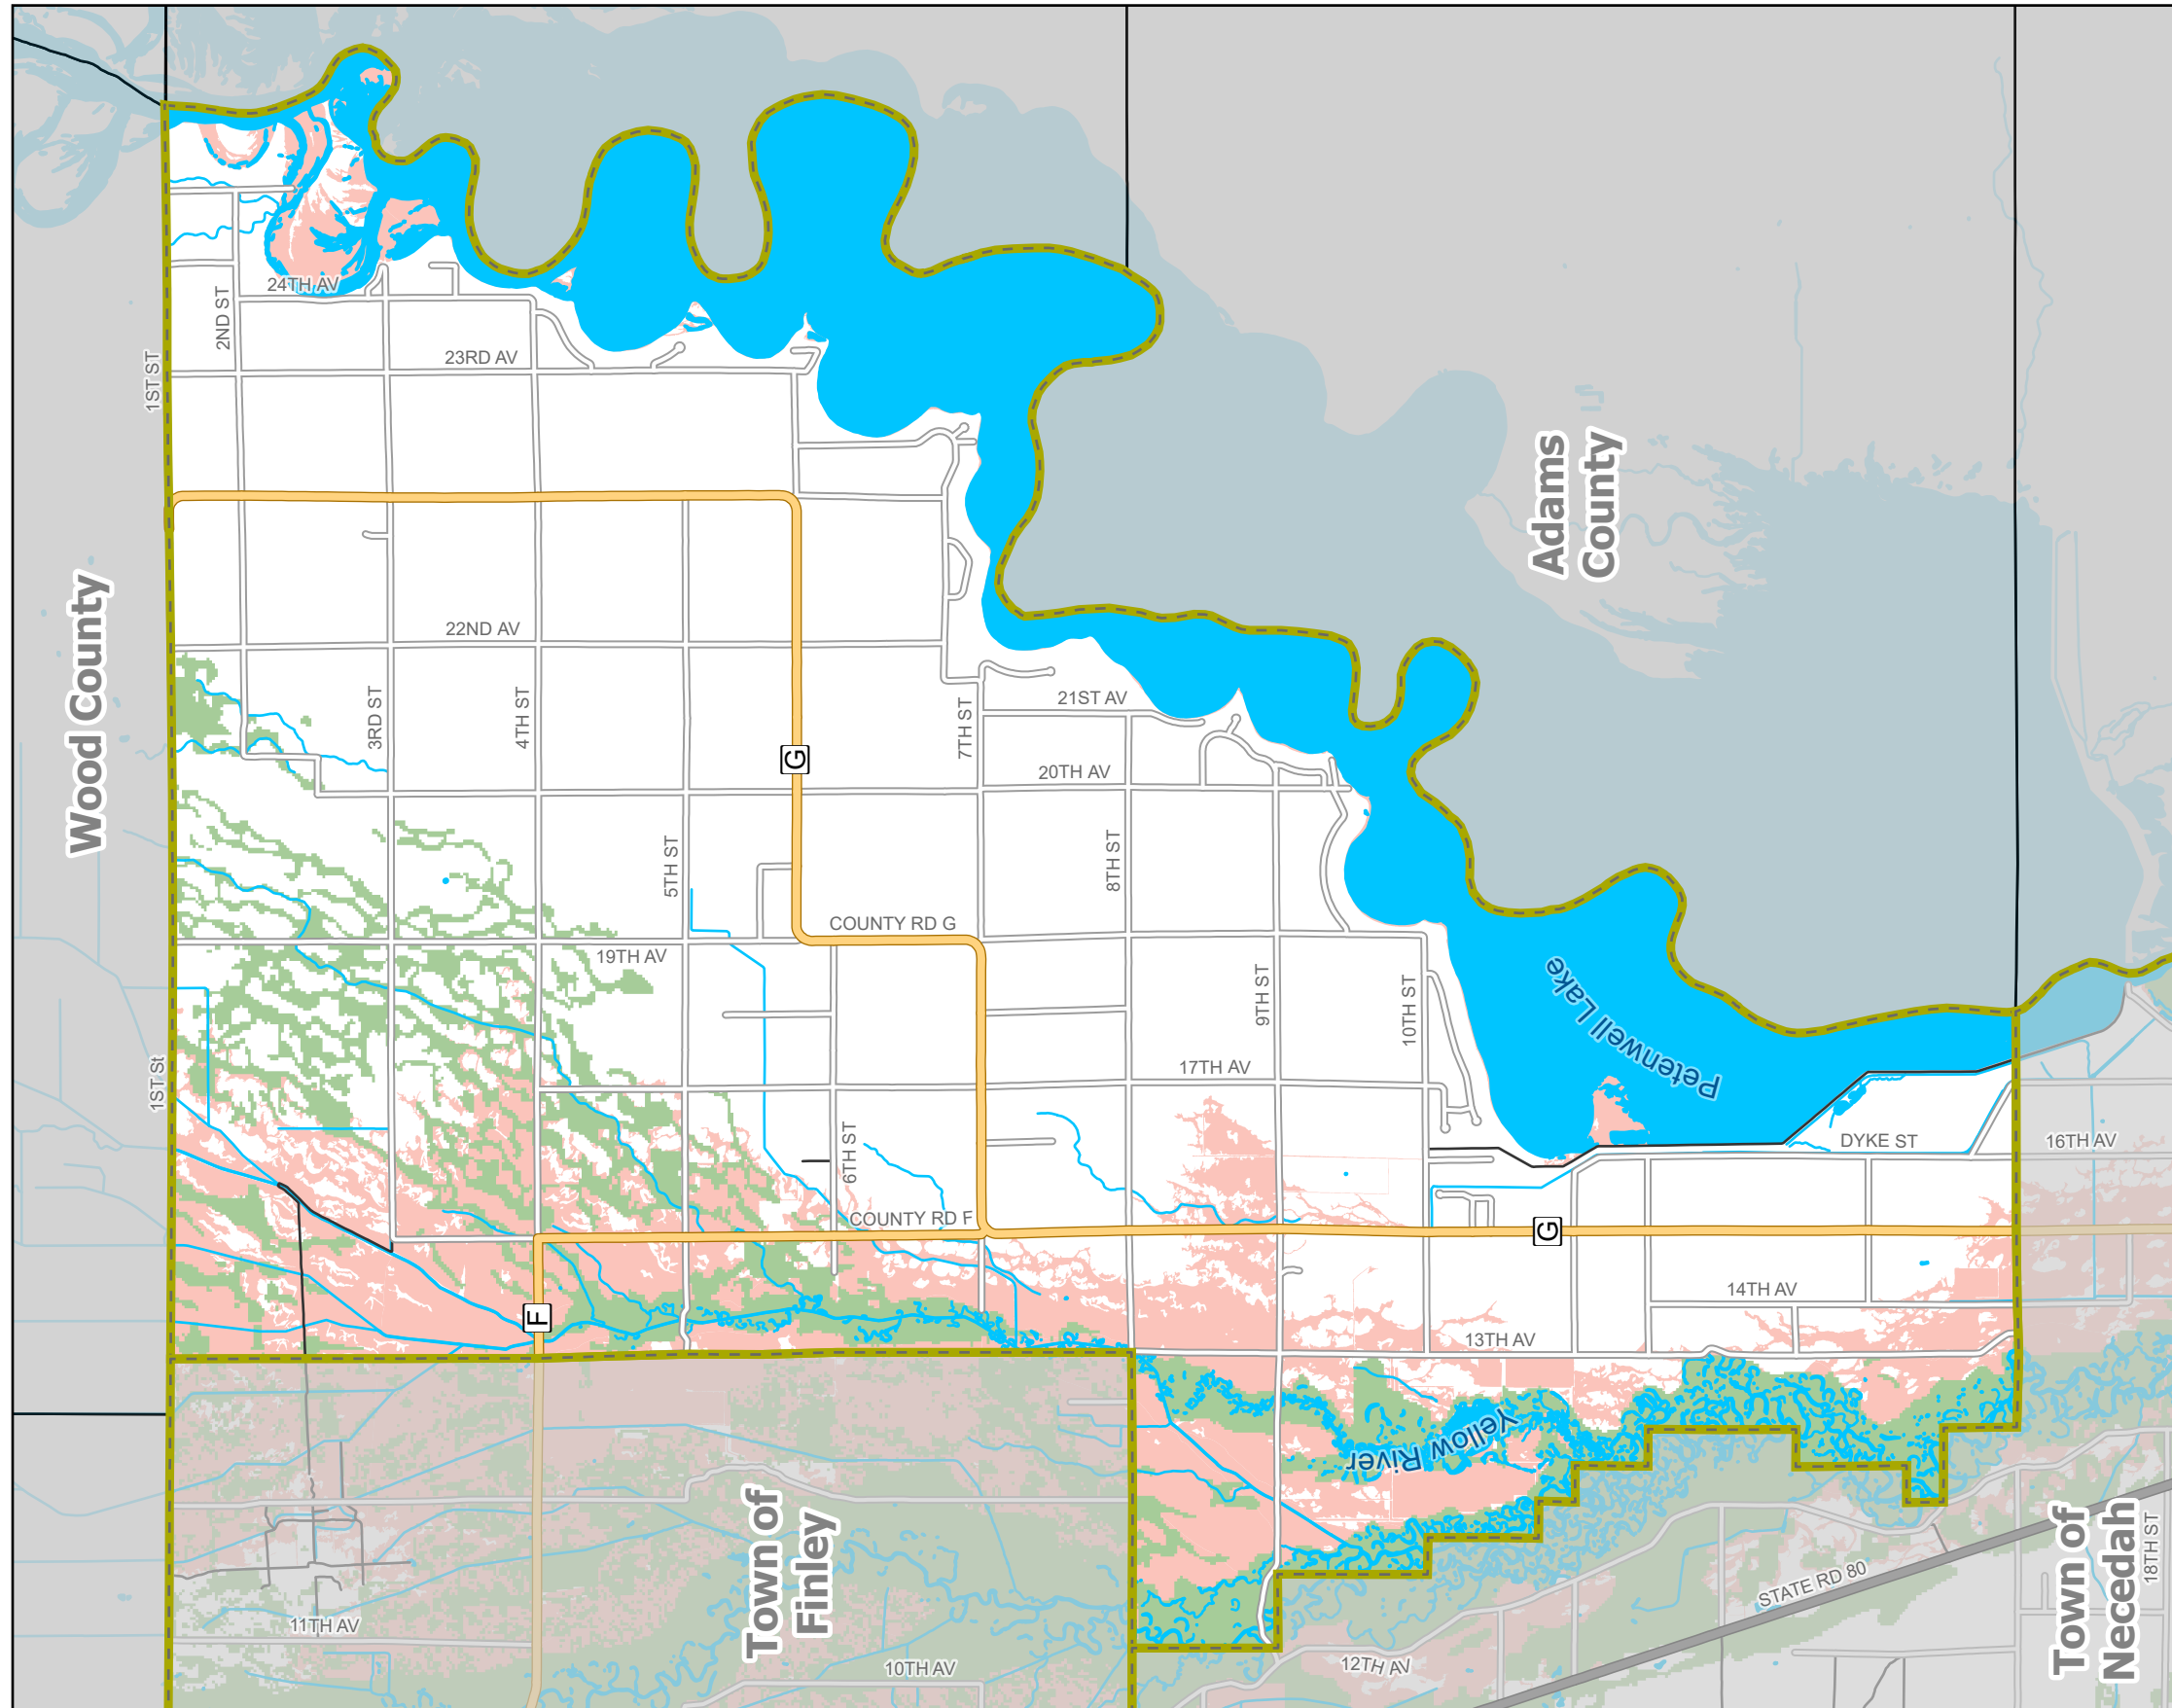 24TH AV
2ND ST
23RD AV
1ST ST
Adams
County
Wood County
22ND AV
3RD ST
4TH ST
7TH ST
21ST AV
G
20TH AV
5TH ST
8TH ST
COUNTY RD G
19TH AV
9TH ST
10TH ST
Petenwell Lake
1ST St
17TH AV
6TH ST
DYKE ST
16TH AV
COUNTY RD F
G
F
14TH AV
13TH AV
Yellow River
Town of
Finley
Town of
Necedah
18TH ST
STATE RD 80
11TH AV
10TH AV
12TH AV